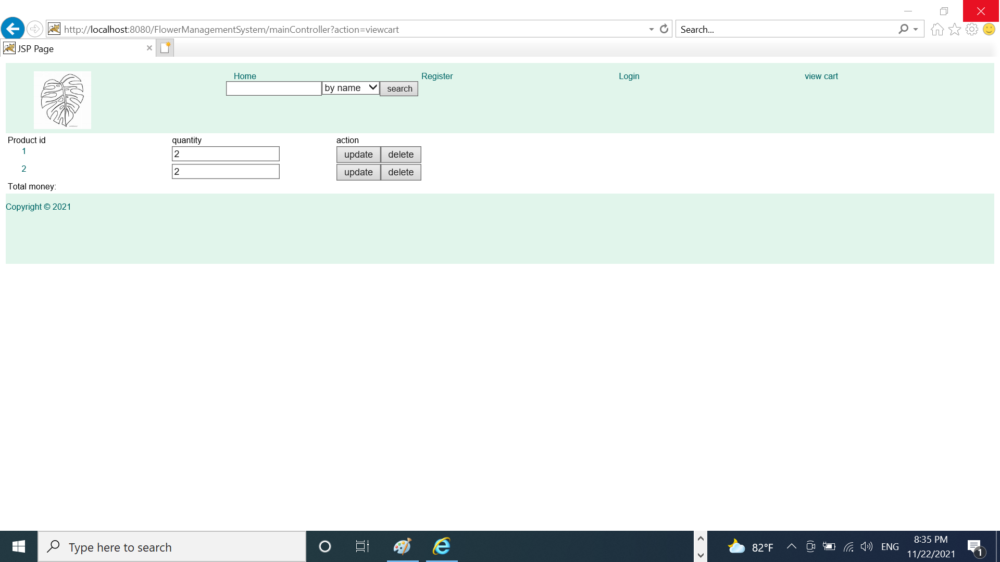 http://localhost:8080/FlowerManagementSystem/mainController?action=viewcart
Search...
JSP Page
Home Register Login view cart
by name search
Product id quantity action
1 2 update delete
2 2 update delete
Total money:
Copyright © 2021
Type here to search
82°F
ENG
8:35 PM
11/22/2021
1